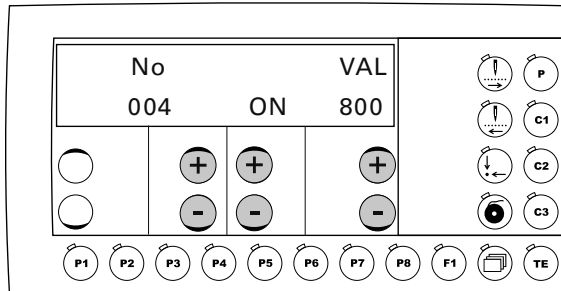 No VAL
004 ON 800
P
C1
+ + +
C2
- - -
C3
P1 P2 P3 P4 P5 P6 P7 P8 F1 TE